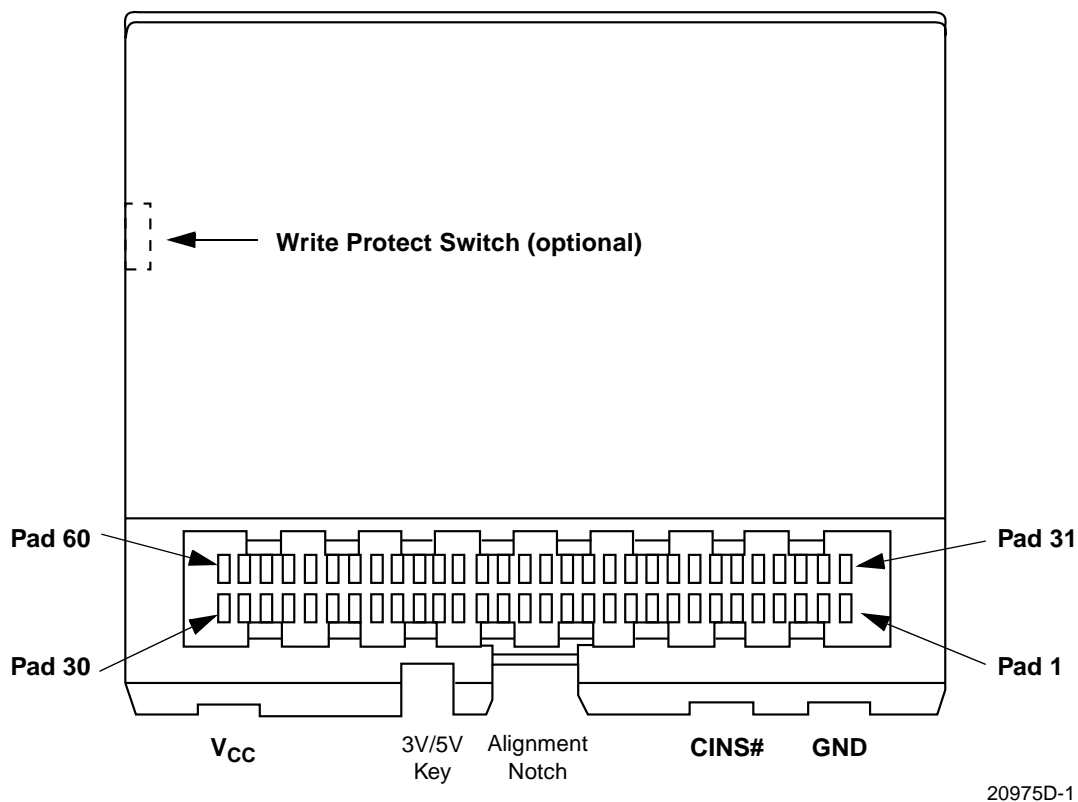 Write Protect Switch (optional)
Pad 60
Pad 31
Pad 30
Pad 1
VCC
3V/5V
Key
Alignment
Notch
CINS#
GND
20975D-1